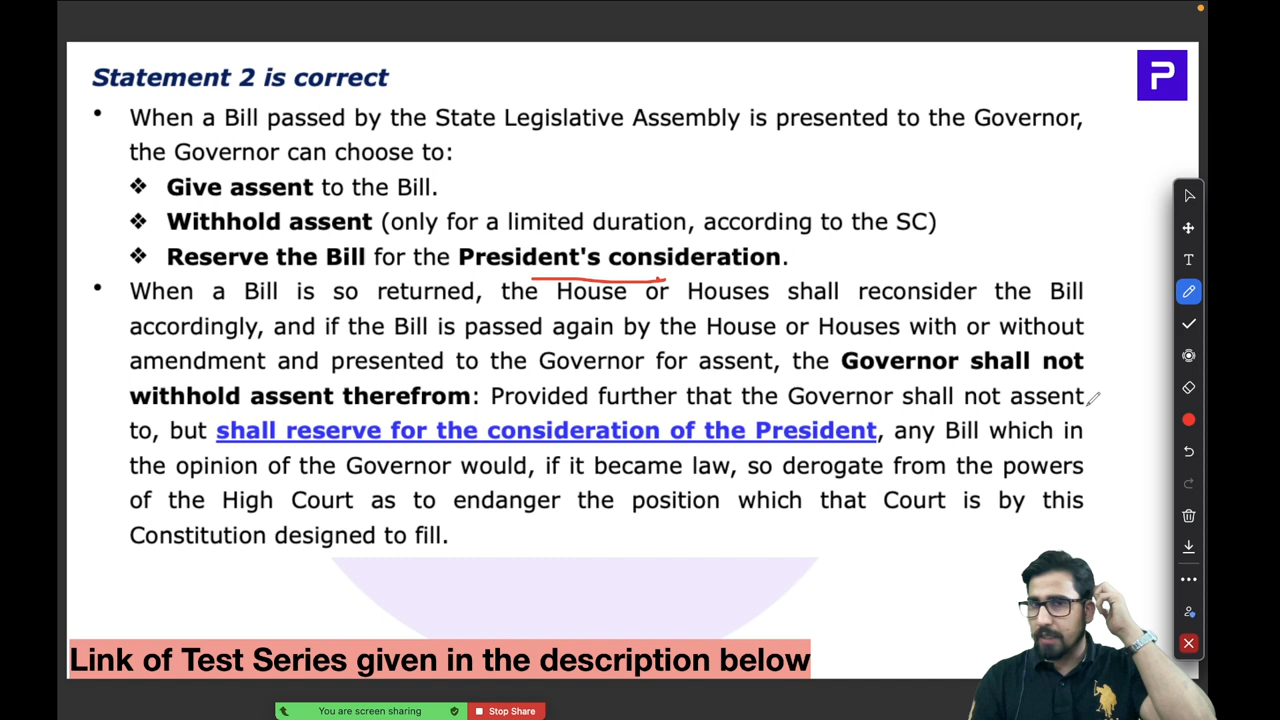 Statement 2 is correct
P
• When a Bill passed by the State Legislative Assembly is presented to the Governor,
the Governor can choose to:
❖ Give assent to the Bill.
❖ Withhold assent (only for a limited duration, according to the SC)
❖ Reserve the Bill for the President's consideration.
• When a Bill is so returned, the House or Houses shall reconsider the Bill
accordingly, and if the Bill is passed again by the House or Houses with or without
amendment and presented to the Governor for assent, the Governor shall not
withhold assent therefrom: Provided further that the Governor shall not assent
to, but shall reserve for the consideration of the President, any Bill which in
the opinion of the Governor would, if it became law, so derogate from the powers
of the High Court as to endanger the position which that Court is by this
Constitution designed to fill.
T
Link of Test Series given in the description below
You are screen sharing
Stop Share